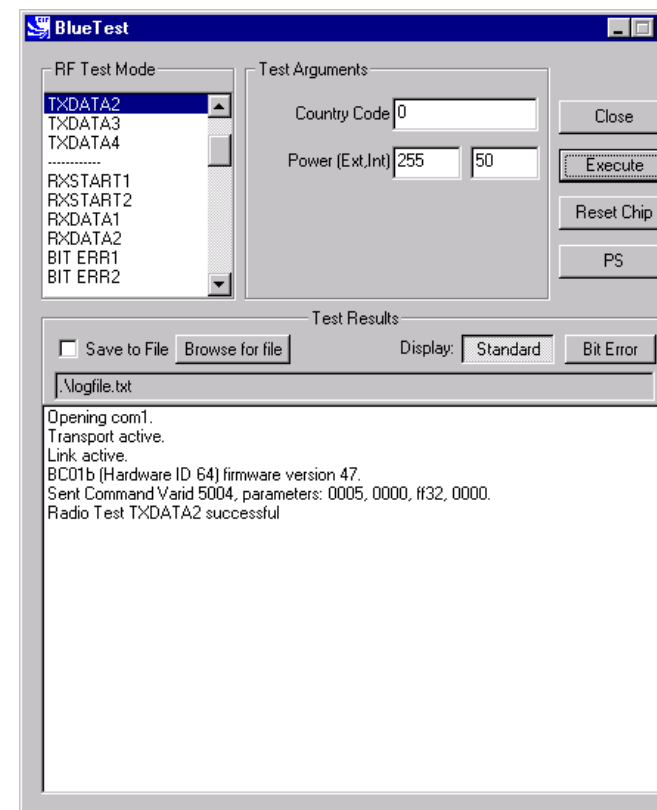 BlueTest
RF Test Mode
TXDATA2
TXDATA3
TXDATA4
------------
RXSTART1
RXSTART2
RXDATA1
RXDATA2
BIT ERR1
BIT ERR2
Test Arguments
Country Code 0
Power (Ext,Int) 255 50
Close
Execute
Reset Chip
PS
Test Results
Save to File Browse for file Display: Standard Bit Error
.\logfile.txt
Opening com1.
Transport active.
Link active.
BC01b (Hardware ID 64) firmware version 47.
Sent Command Varid 5004, parameters: 0005, 0000, ff32, 0000.
Radio Test TXDATA2 successful